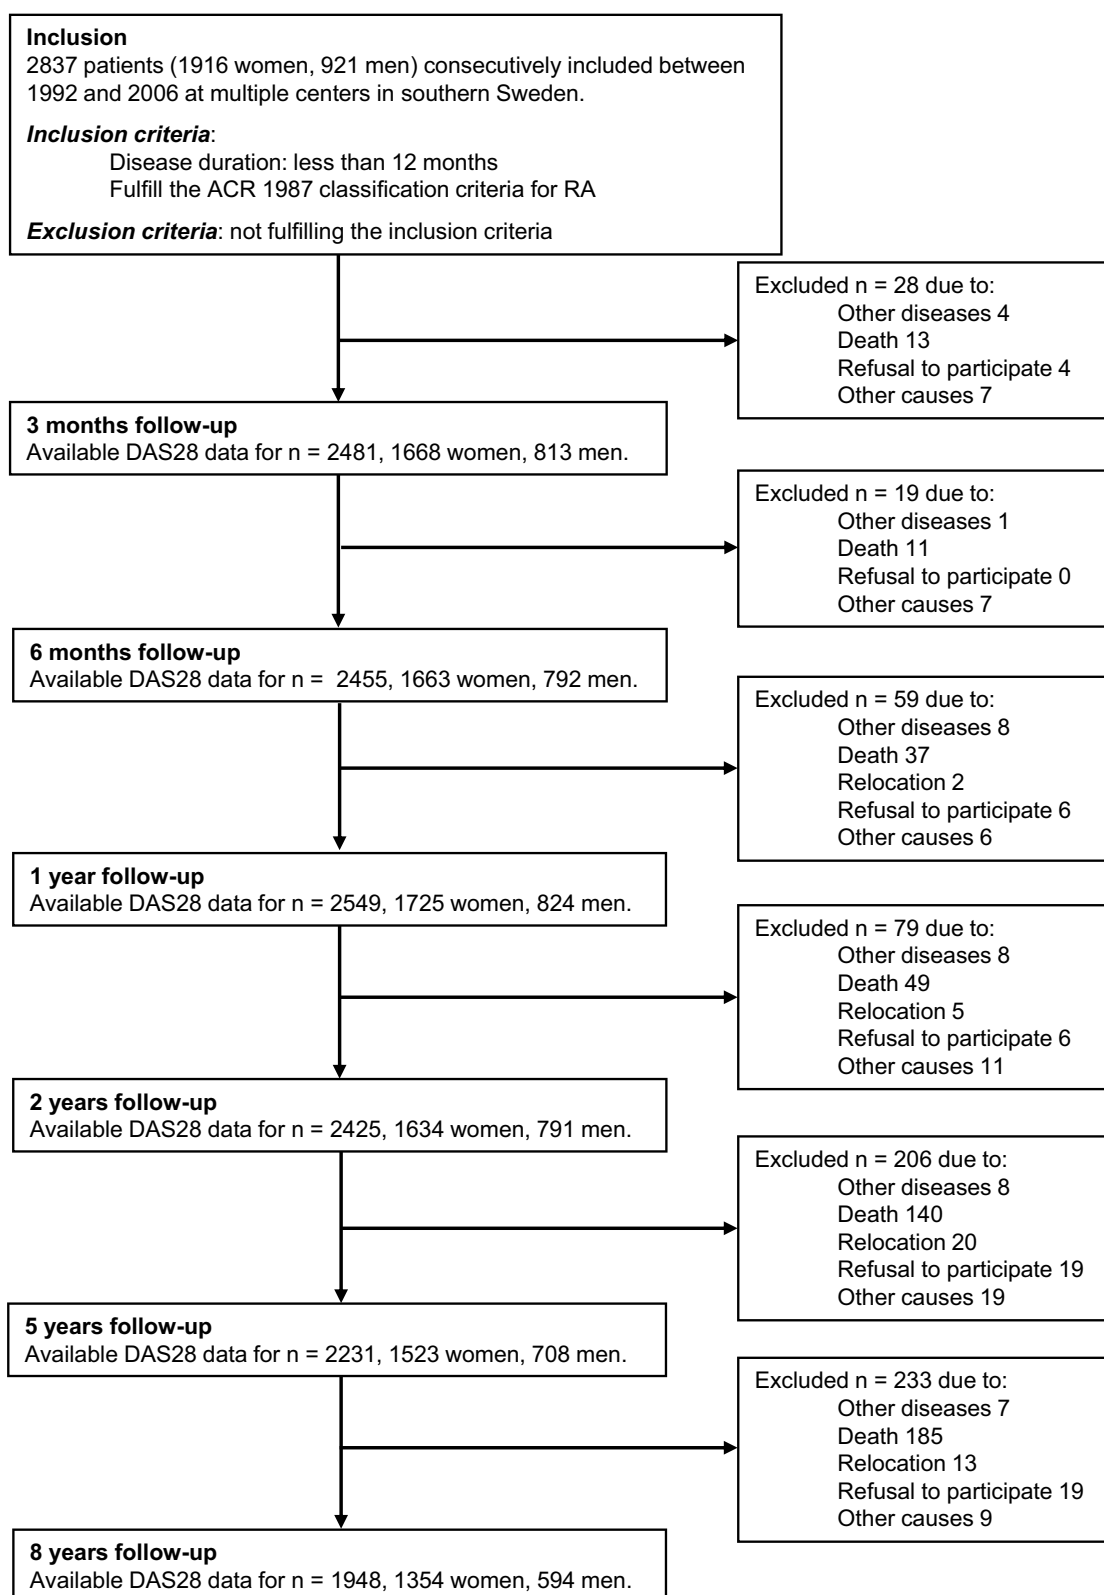 Inclusion
2837 patients (1916 women, 921 men) consecutively included between
1992 and 2006 at multiple centers in southern Sweden.
Inclusion criteria:
Disease duration: less than 12 months
Fulfill the ACR 1987 classification criteria for RA
Exclusion criteria: not fulfilling the inclusion criteria
Excluded n = 28 due to:
Other diseases 4
Death 13
Refusal to participate 4
Other causes 7
3 months follow-up
Available DAS28 data for n = 2481, 1668 women, 813 men.
Excluded n = 19 due to:
Other diseases 1
Death 11
Refusal to participate 0
Other causes 7
6 months follow-up
Available DAS28 data for n = 2455, 1663 women, 792 men.
Excluded n = 59 due to:
Other diseases 8
Death 37
Relocation 2
Refusal to participate 6
Other causes 6
1 year follow-up
Available DAS28 data for n = 2549, 1725 women, 824 men.
Excluded n = 79 due to:
Other diseases 8
Death 49
Relocation 5
Refusal to participate 6
Other causes 11
2 years follow-up
Available DAS28 data for n = 2425, 1634 women, 791 men.
Excluded n = 206 due to:
Other diseases 8
Death 140
Relocation 20
Refusal to participate 19
Other causes 19
5 years follow-up
Available DAS28 data for n = 2231, 1523 women, 708 men.
Excluded n = 233 due to:
Other diseases 7
Death 185
Relocation 13
Refusal to participate 19
Other causes 9
8 years follow-up
Available DAS28 data for n = 1948, 1354 women, 594 men.